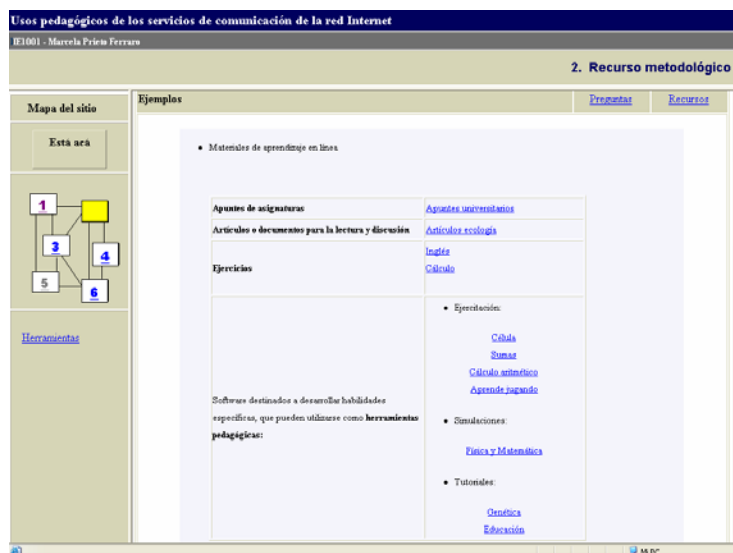 Usos pedagógicos de los servicios de comunicación de la red Internet
IE1001 - Marcela Prieto Ferraro
2. Recurso metodológico
Mapa del sitio
Está acá
1
3
4
5
6
Herramientas
Ejemplos
Preguntas
Recursos
Materiales de aprendizaje en línea
Apuntes de asignaturas
Apuntes universitarios
Artículos o documentos para la lectura y discusión
Artículos ecología
Ejercicios
Inglés
Cálculo
Software destinados a desarrollar habilidades
específicas, que pueden utilizarse como herramientas
pedagógicas:
Ejercitación:
Célula
Sumas
Cálculo aritmético
Aprende jugando
Simulaciones:
Física y Matemática
Tutoriales:
Genética
Educación
Mi PC